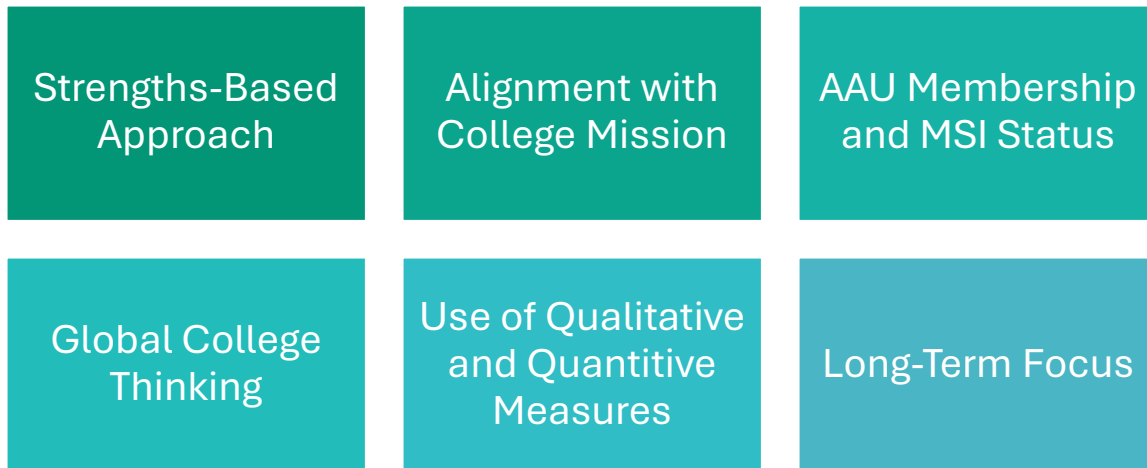 Strengths-Based
Approach
Alignment with
College Mission
AAU Membership
and MSI Status
Global College
Thinking
Use of Qualitative
and Quantitive
Measures
Long-Term Focus